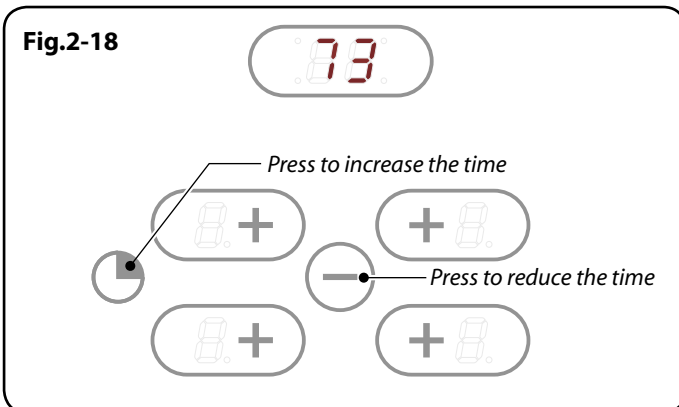 Fig.2-18
73
Press to increase the time
+ +
−
Press to reduce the time
+ +